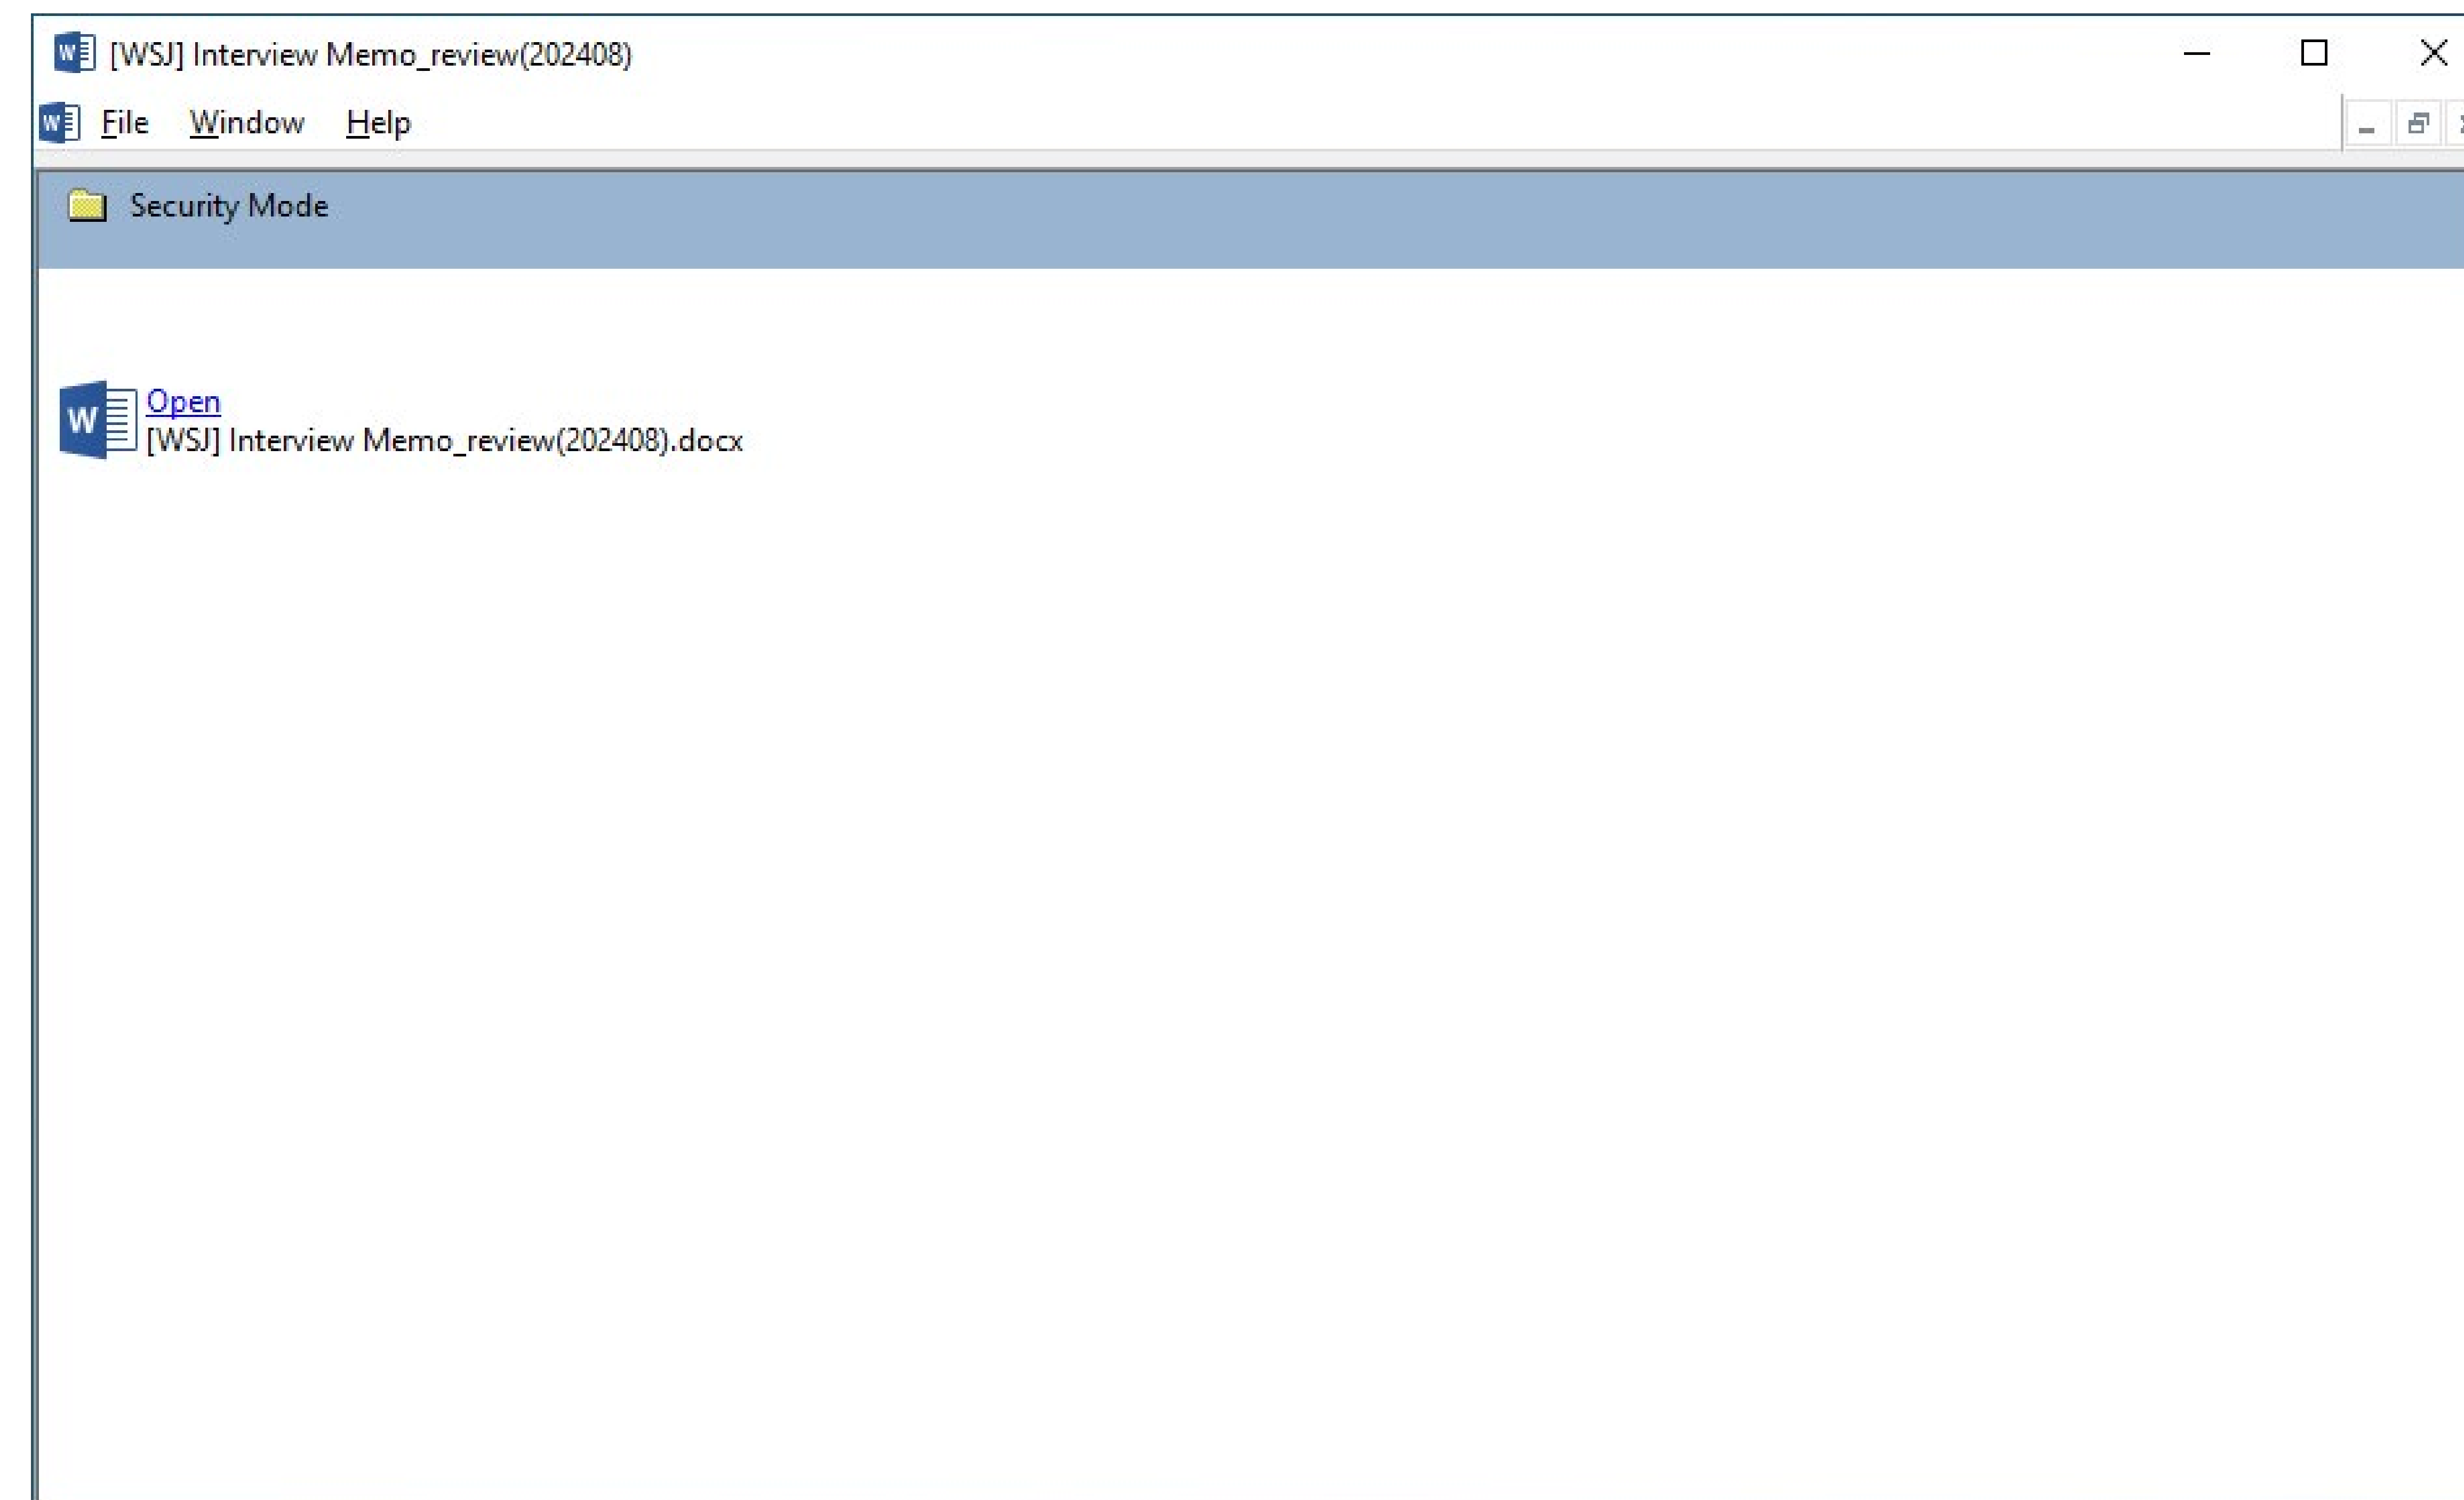 [WSJ] Interview Memo_review(202408)
File Window Help
Security Mode
Open
[WSJ] Interview Memo_review(202408).docx